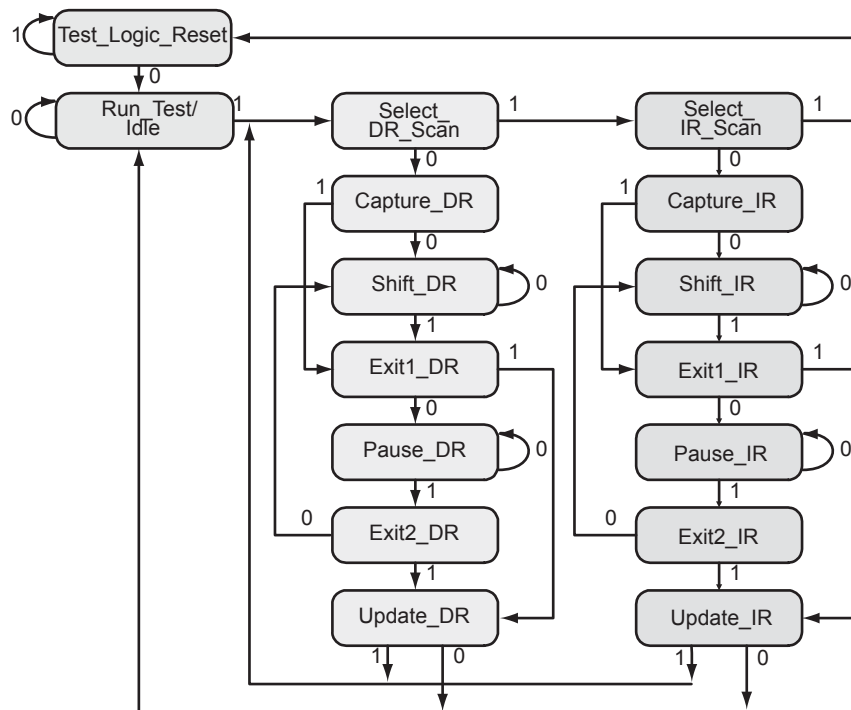 1
Test_Logic_Reset
0
0
Run_Test/
Idle
1
Select_
DR_Scan
1
Select_
IR_Scan
1
0
0
1
Capture_DR
1
Capture_IR
0
0
Shift_DR
0
Shift_IR
0
1
1
Exit1_DR
1
Exit1_IR
1
0
0
Pause_DR
0
Pause_IR
0
1
1
0
Exit2_DR
0
Exit2_IR
1
1
Update_DR
Update_IR
1
0
1
0